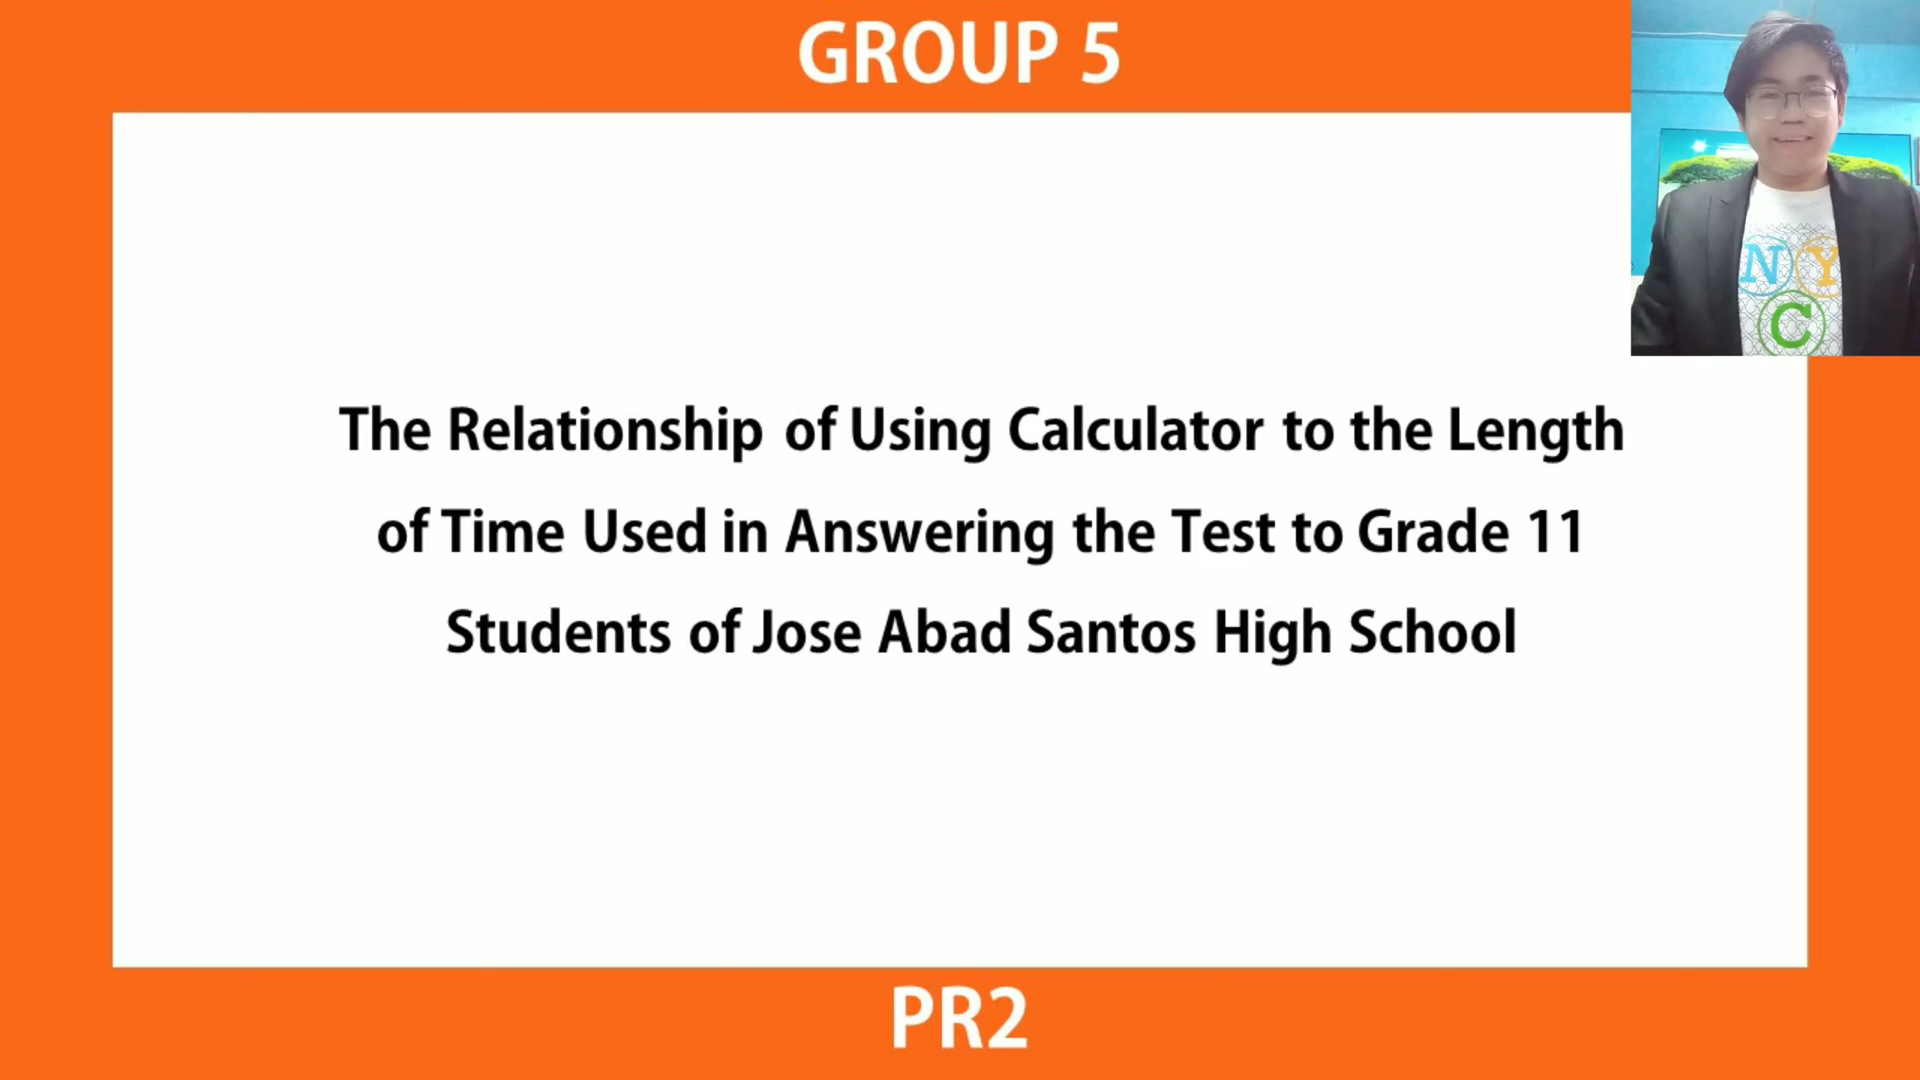 GROUP 5
N Y
C
The Relationship of Using Calculator to the Length
of Time Used in Answering the Test to Grade 11
Students of Jose Abad Santos High School
PR2